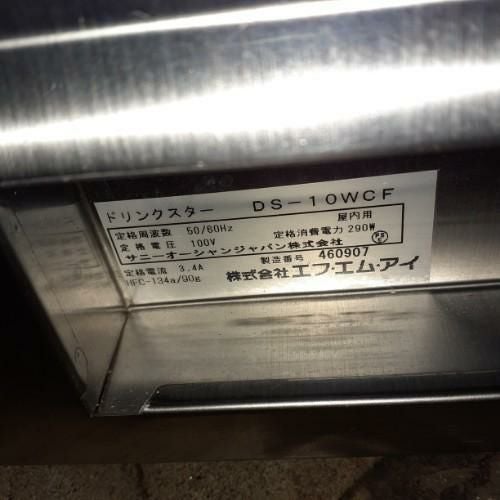 ドリンクスター DS-10WCF
屋内用
定格周波数 50/60Hz 定格消費電力 290W
定格電圧 100V
サニーオーシャンジャパン株式会社
定格電流 3.4A 製造番号 460907
HFC-134a/90g 株式会社エフ・エム・アイ